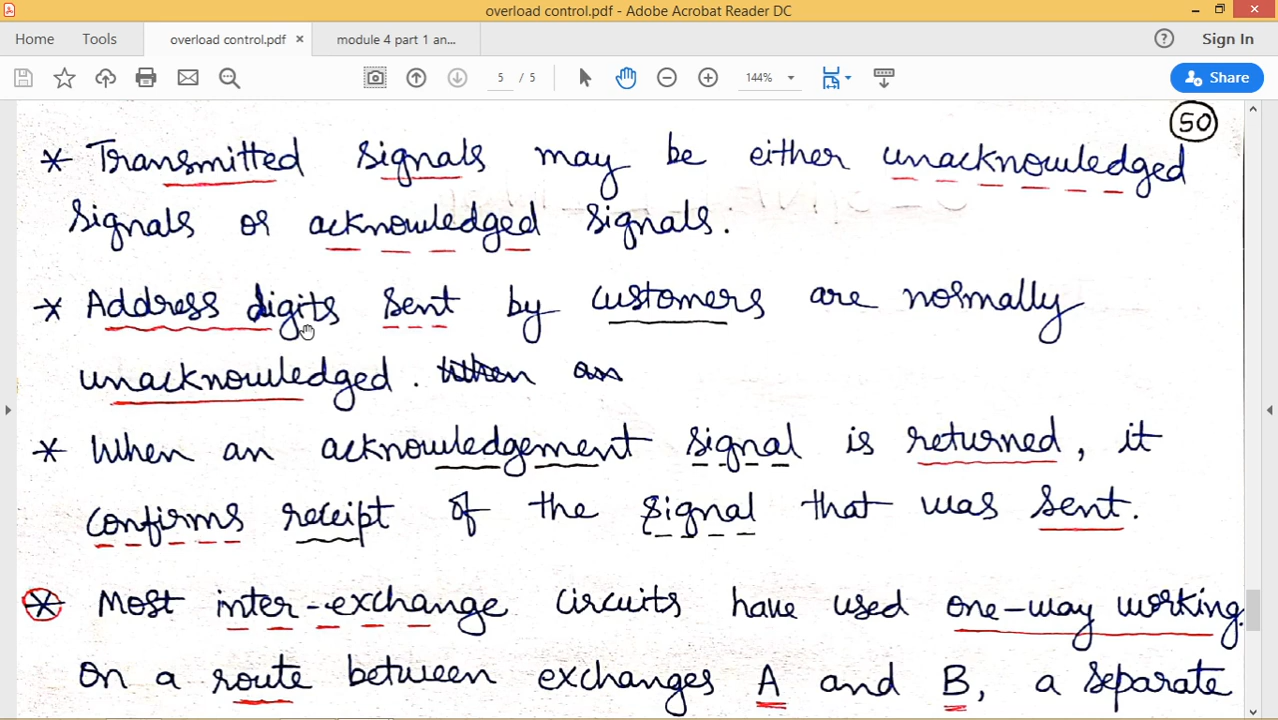 overload control.pdf - Adobe Acrobat Reader DC
Home Tools overload control.pdf × module 4 part 1 an... ? Sign In
5 / 5 144% Share
50
* Transmitted signals may be either unacknowledged
signals or acknowledged signals.
* Address digits sent by customers are normally
unacknowledged. When an
* When an acknowledgement signal is returned, it
confirms receipt of the signal that was sent.
* Most inter-exchange circuits have used one-way working.
On a route between exchanges A and B, a separate